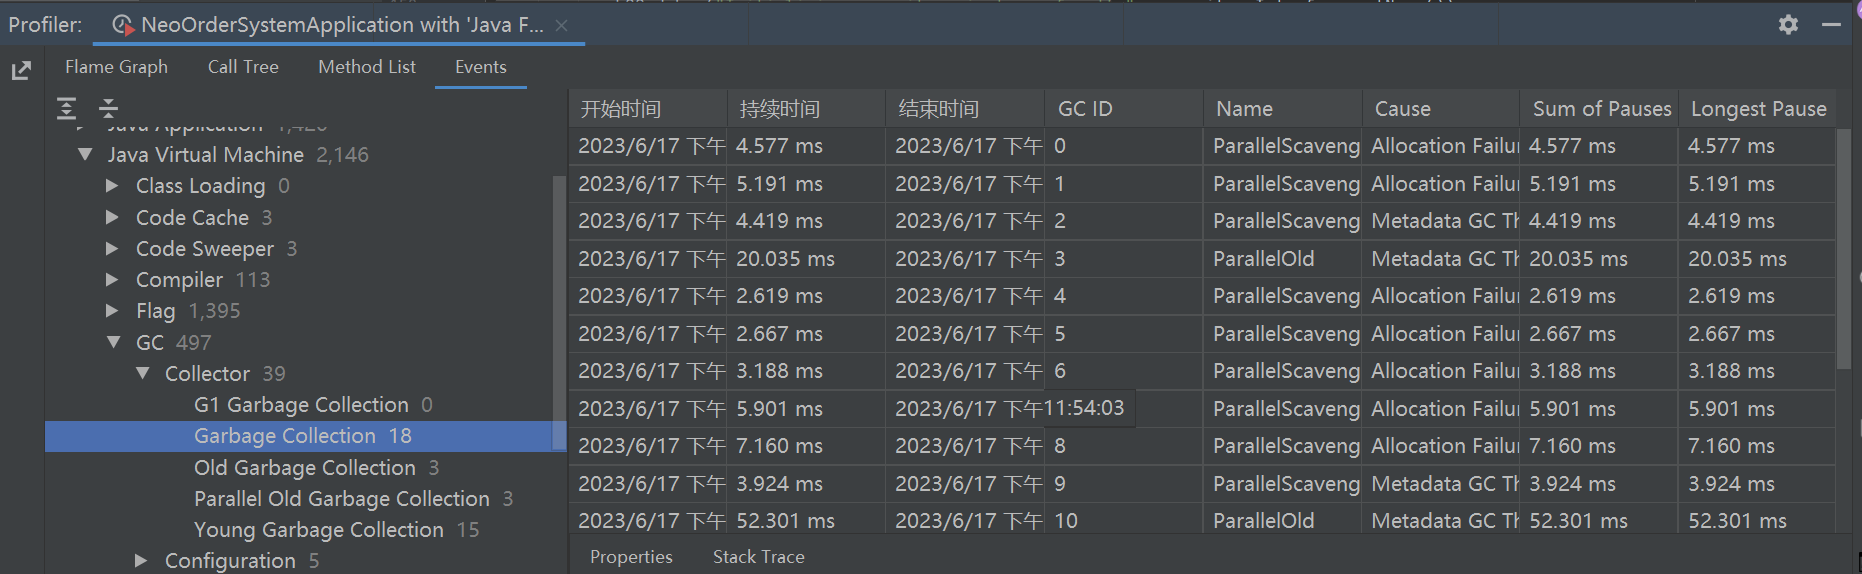 Profiler: NeoOrderSystemApplication with 'Java F...
Flame Graph Call Tree Method List Events
Java Application 1,426
Java Virtual Machine 2,146
Class Loading 0
Code Cache 3
Code Sweeper 3
Compiler 113
Flag 1,395
GC 497
Collector 39
G1 Garbage Collection 0
Garbage Collection 18
Old Garbage Collection 3
Parallel Old Garbage Collection 3
Young Garbage Collection 15
Configuration 5
开始时间 持续时间 结束时间 GC ID Name Cause Sum of Pauses Longest Pause
2023/6/17 下午 4.577 ms 2023/6/17 下午 0 ParallelScaveng Allocation Failur 4.577 ms 4.577 ms
2023/6/17 下午 5.191 ms 2023/6/17 下午 1 ParallelScaveng Allocation Failur 5.191 ms 5.191 ms
2023/6/17 下午 4.419 ms 2023/6/17 下午 2 ParallelScaveng Metadata GC Th 4.419 ms 4.419 ms
2023/6/17 下午 20.035 ms 2023/6/17 下午 3 ParallelOld Metadata GC Th 20.035 ms 20.035 ms
2023/6/17 下午 2.619 ms 2023/6/17 下午 4 ParallelScaveng Allocation Failur 2.619 ms 2.619 ms
2023/6/17 下午 2.667 ms 2023/6/17 下午 5 ParallelScaveng Allocation Failur 2.667 ms 2.667 ms
2023/6/17 下午 3.188 ms 2023/6/17 下午 6 ParallelScaveng Allocation Failur 3.188 ms 3.188 ms
2023/6/17 下午 5.901 ms 2023/6/17 下午11:54:03 ParallelScaveng Allocation Failur 5.901 ms 5.901 ms
2023/6/17 下午 7.160 ms 2023/6/17 下午 8 ParallelScaveng Allocation Failur 7.160 ms 7.160 ms
2023/6/17 下午 3.924 ms 2023/6/17 下午 9 ParallelScaveng Metadata GC Th 3.924 ms 3.924 ms
2023/6/17 下午 52.301 ms 2023/6/17 下午 10 ParallelOld Metadata GC Th 52.301 ms 52.301 ms
Properties Stack Trace